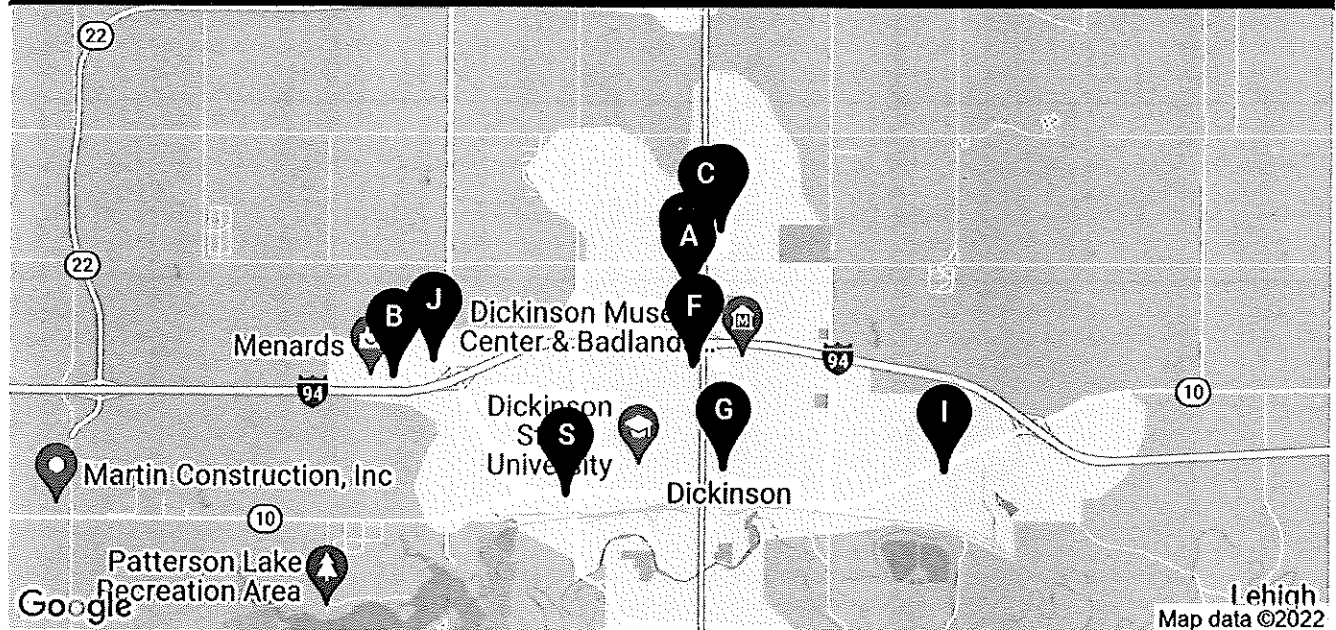 22
C
A
22
J
B
F
Dickinson Muse
Center & Badland...
M
Menards
94
94
10
Dickinson
St
University
G
I
S
Martin Construction, Inc
Dickinson
10
Patterson Lake
Recreation Area
Google
Lehigh
Map data ©2022